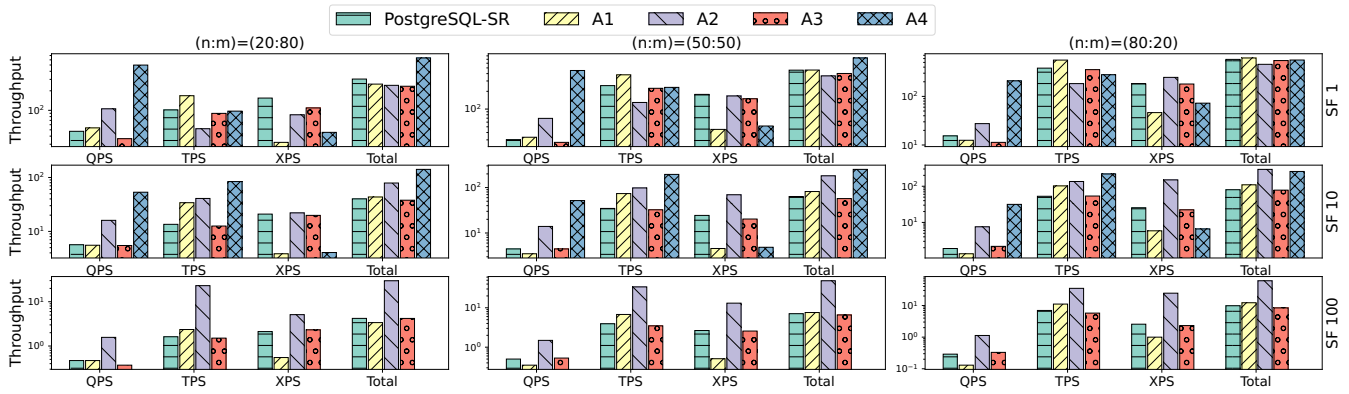 PostgreSQL-SR A1 A2 A3 A4
(n:m)=(20:80) (n:m)=(50:50) (n:m)=(80:20)
Throughput 10² 10² 10² 10¹ SF 1
QPS TPS XPS Total QPS TPS XPS Total QPS TPS XPS Total
Throughput 10² 10¹ 10² 10¹ 10² 10¹ SF 10
QPS TPS XPS Total QPS TPS XPS Total QPS TPS XPS Total
Throughput 10¹ 10⁰ 10¹ 10⁰ 10¹ 10⁰ 10⁻¹ SF 100
QPS TPS XPS Total QPS TPS XPS Total QPS TPS XPS Total